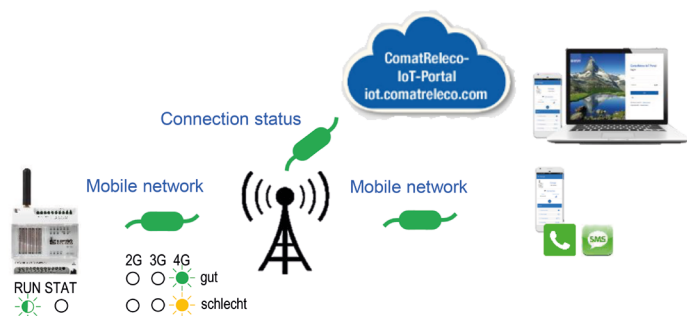 ComatReleco-
IoT-Portal
iot.comatreleco.com
Connection status
Mobile network
Mobile network
2G 3G 4G
gut
RUN STAT
schlecht
SMS